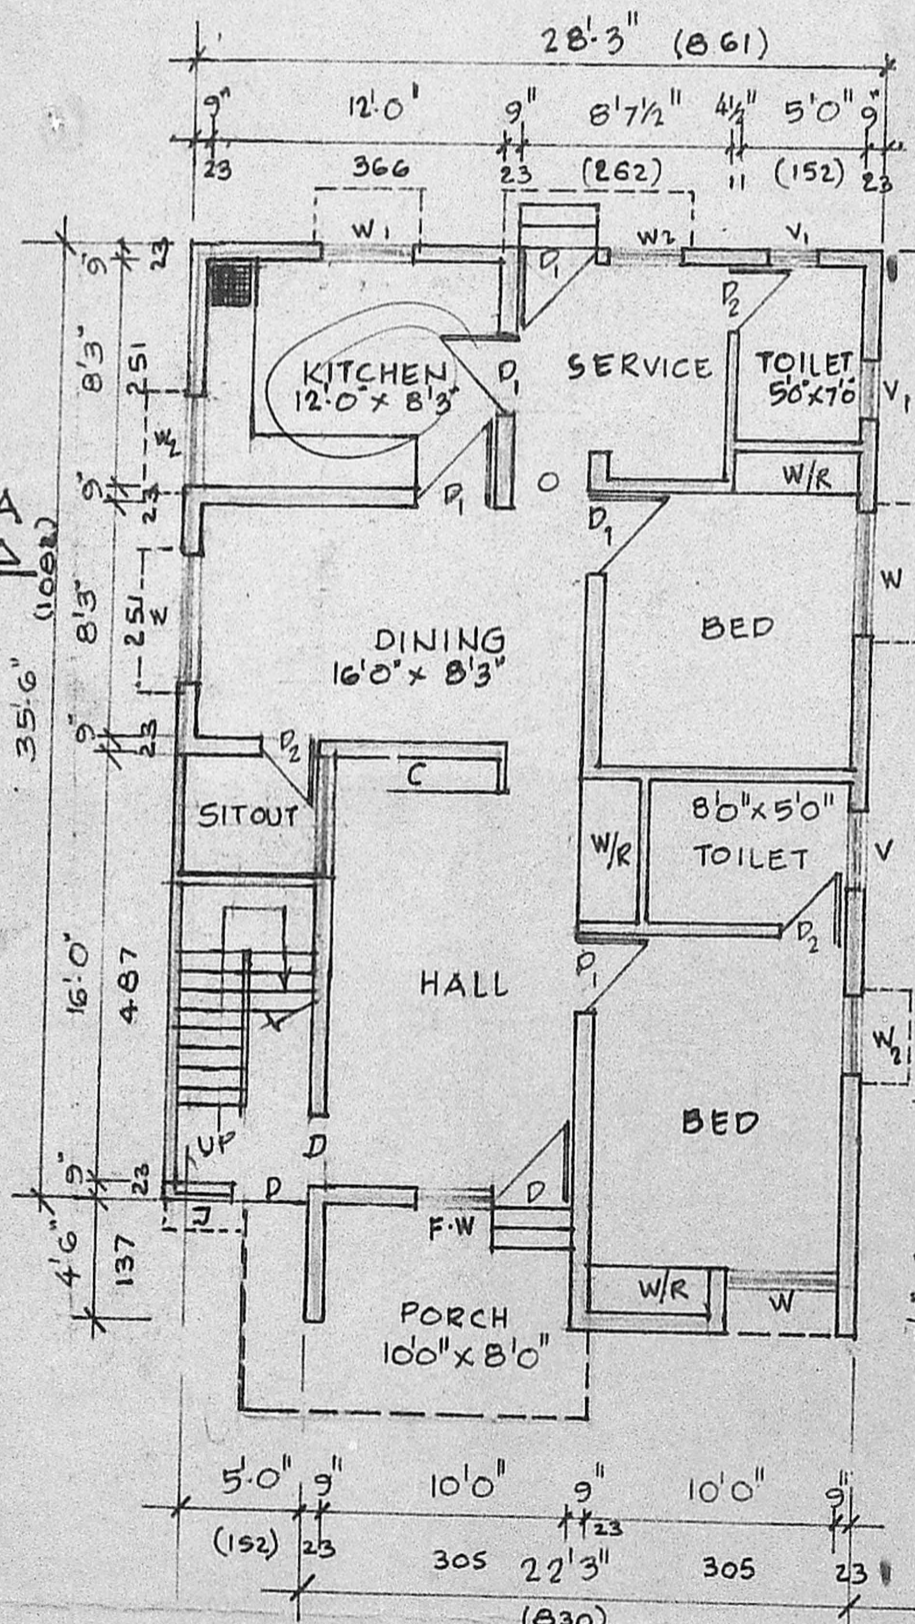 28'-3" (861)
9" 12'-0" 9" 8'7½" 4½" 5'0" 9"
23 366 23 (262) 11 (152) 23
W1 W2 V1
9" 23
D1 D2
8'3" 251
KITCHEN D1 SERVICE TOILET
12'-0" x 8'3" 5'0" x 7'0" V1
W2
9" 23 D1 O W/R
D1
(1082)
8'3" 251 W
W
BED
DINING
16'0" x 8'3"
35'-6"
9" 23 D2
C
SITOUT 8'0" x 5'0"
W/R TOILET V
D2
16'-0" 487
HALL D1
W2
BED
UP D
9" 23 D D
J F.W
4'6" 137
W/R W
PORCH
10'0" x 8'0"
5'-0" 9" 10'0" 9" 10'0" 9"
(152) 23 305 23 305 23
22'3"
(830)